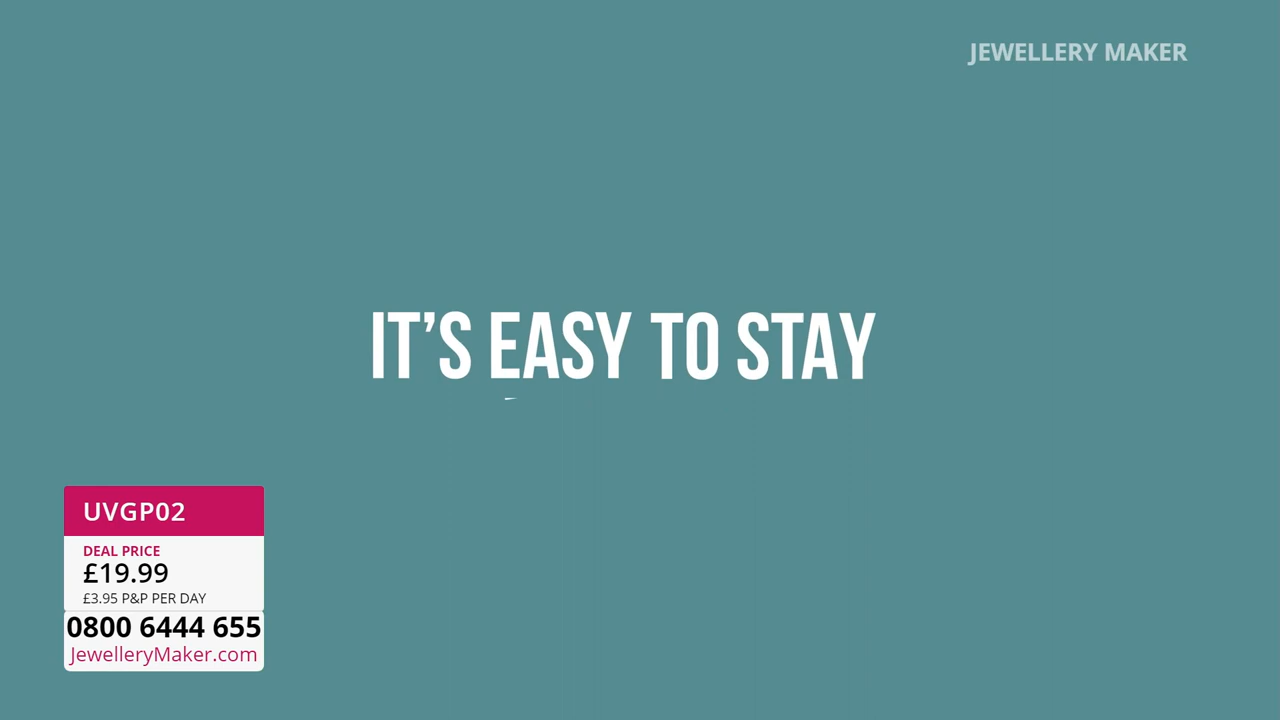 JEWELLERY MAKER
IT’S EASY TO STAY
UVGP02
DEAL PRICE
£19.99
£3.95 P&P PER DAY
0800 6444 655
JewelleryMaker.com